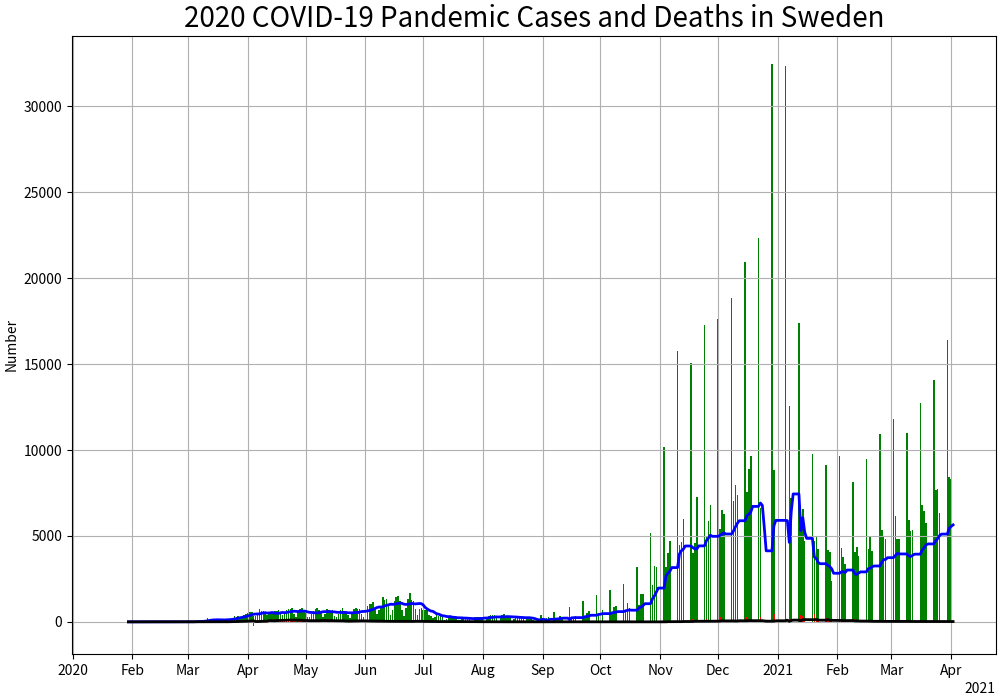 2020 COVID-19 Pandemic Cases and Deaths in Sweden
Number
30000
25000
20000
15000
10000
5000
0
2020 Feb Mar Apr May Jun Jul Aug Sep Oct Nov Dec 2021 Feb Mar Apr
2021